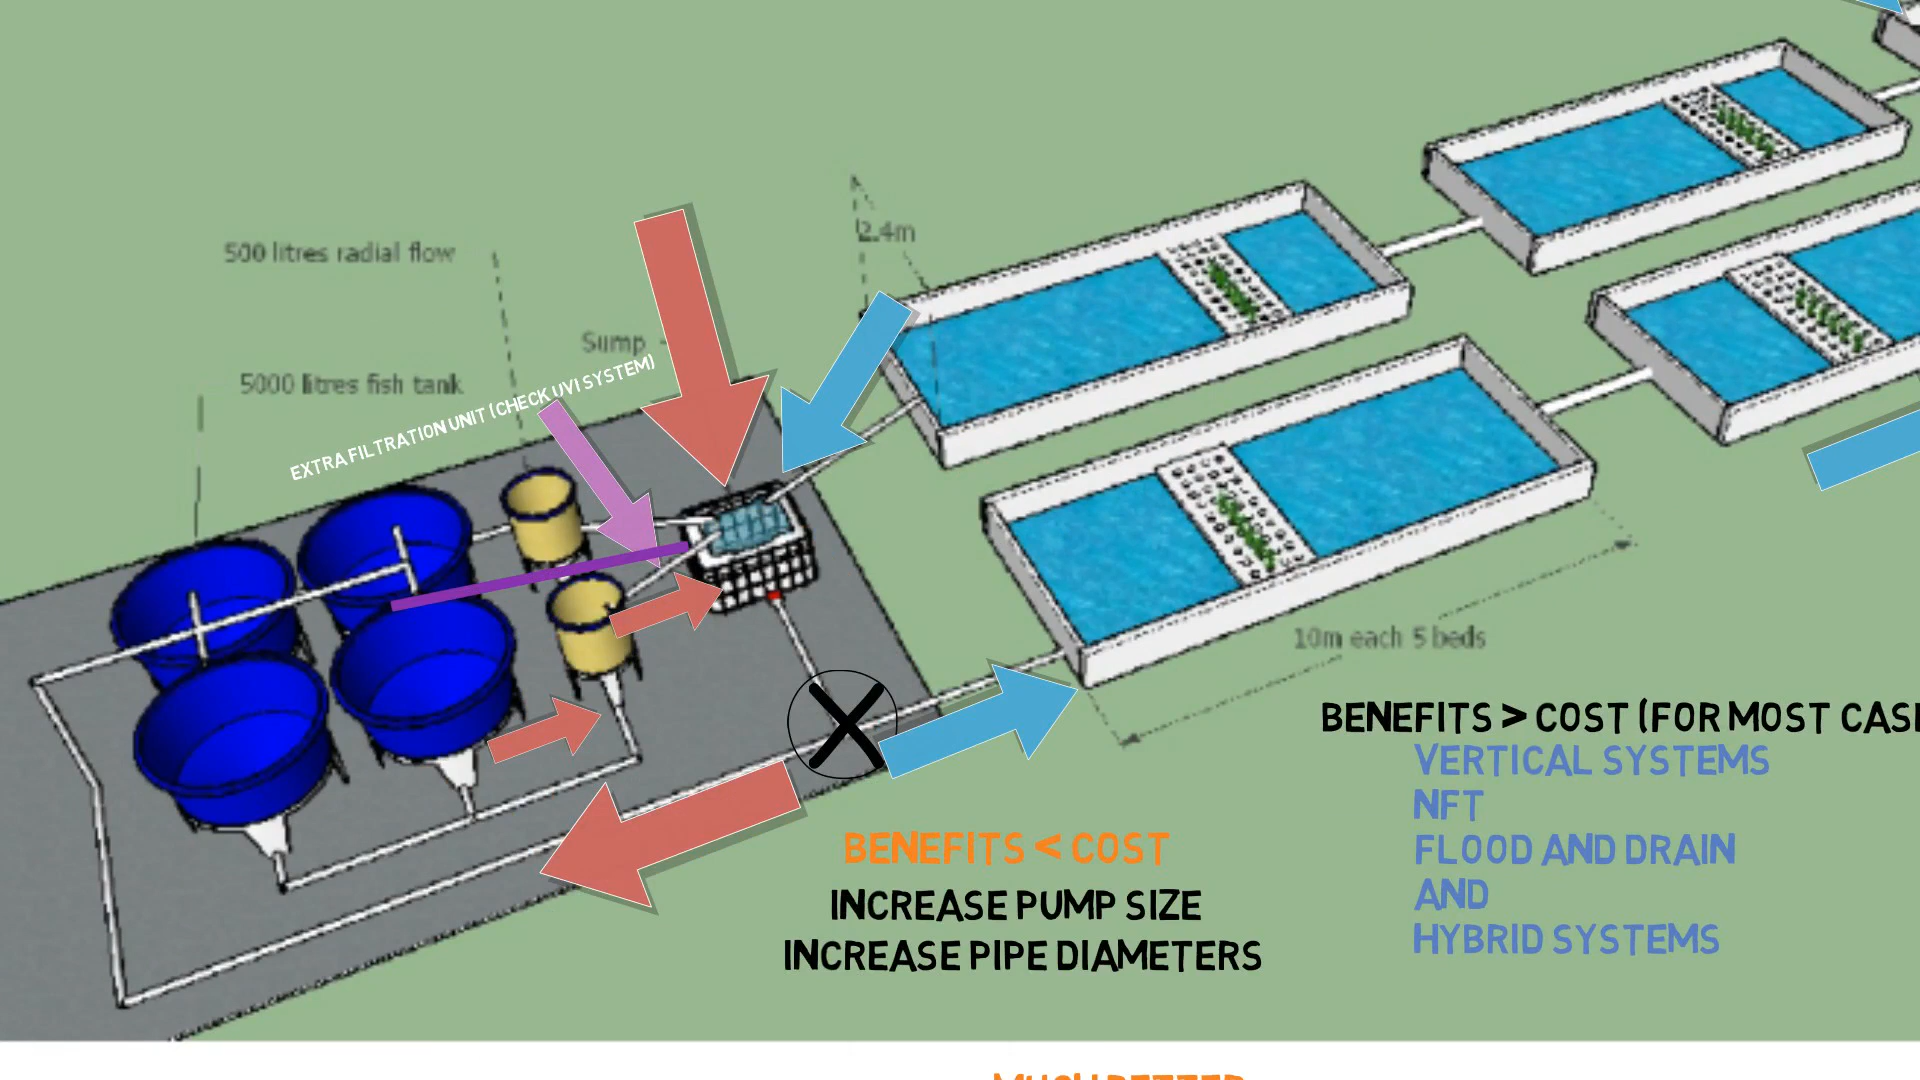 2.4m
500 litres radial flow
Sump
5000 litres fish tank
EXTRA FILTRATION UNIT (CHECK UVI SYSTEM)
10m each 5 beds
BENEFITS > COST (FOR MOST
VERTICAL SYSTEMS
NFT
FLOOD AND DRAIN
AND
HYBRID SYSTEMS
BENEFITS < COST
INCREASE PUMP SIZE
INCREASE PIPE DIAMETERS